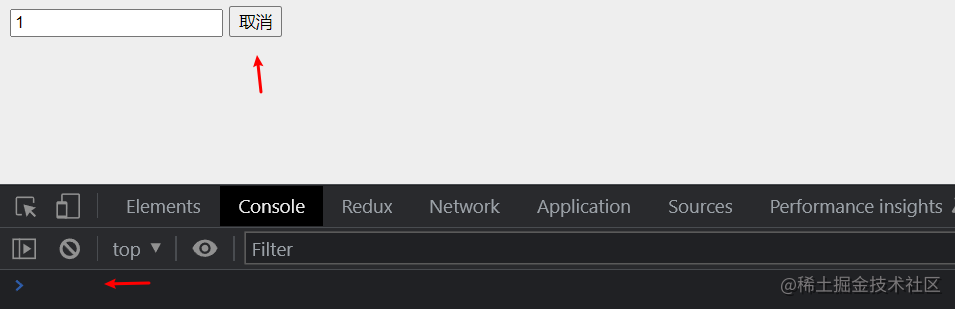 1 取消
Elements Console Redux Network Application Sources Performance insights
top Filter
@稀土掘金技术社区